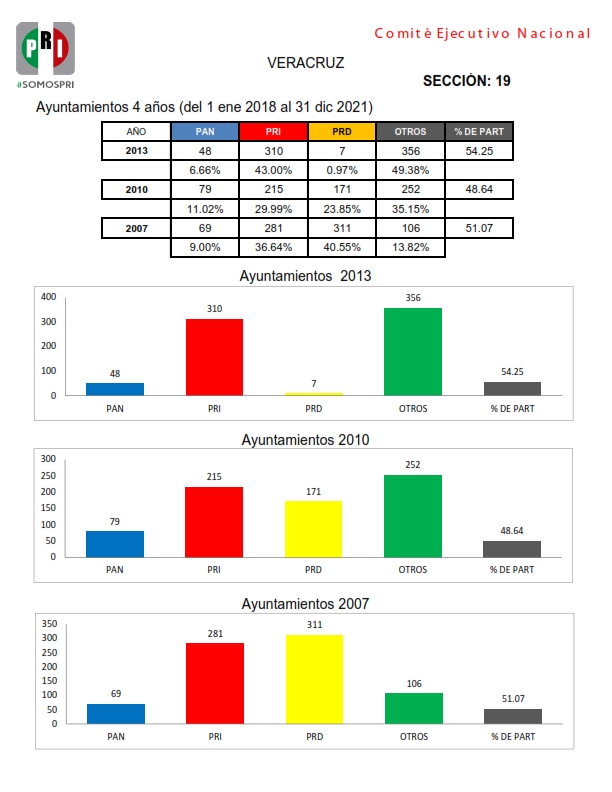 PRI
#SOMOSPRI
Comité Ejecutivo Nacional
VERACRUZ
SECCIÓN: 19
Ayuntamientos 4 años (del 1 ene 2018 al 31 dic 2021)
AÑO PAN PRI PRD OTROS % DE PART
2013 48 310 7 356 54.25
6.66% 43.00% 0.97% 49.38%
2010 79 215 171 252 48.64
11.02% 29.99% 23.85% 35.15%
2007 69 281 311 106 51.07
9.00% 36.64% 40.55% 13.82%
Ayuntamientos 2013
400
300
200
100
0
48 310 7 356 54.25
PAN PRI PRD OTROS % DE PART
Ayuntamientos 2010
300
250
200
150
100
50
0
79 215 171 252 48.64
PAN PRI PRD OTROS % DE PART
Ayuntamientos 2007
350
300
250
200
150
100
50
0
69 281 311 106 51.07
PAN PRI PRD OTROS % DE PART